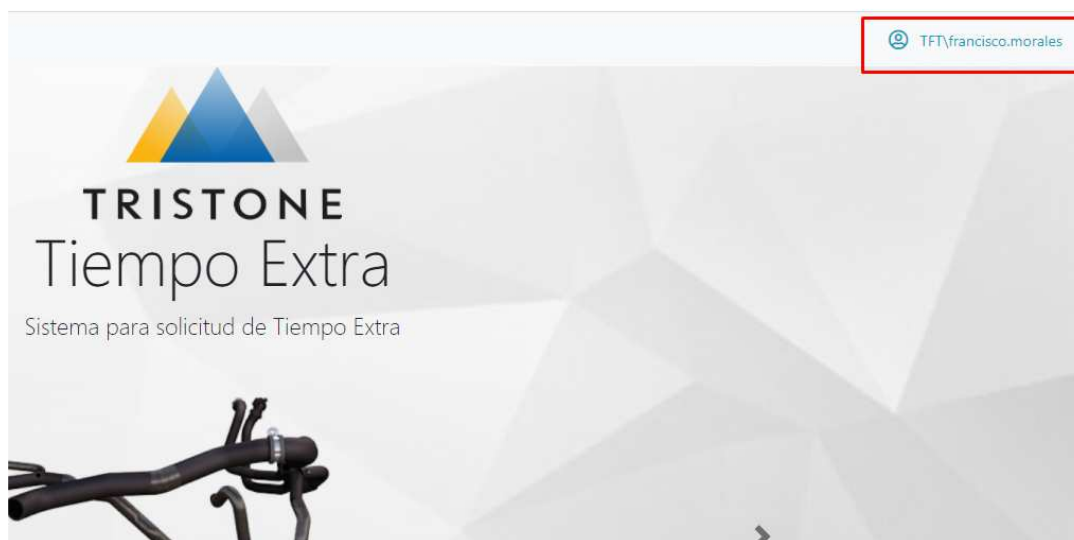 TFT\francisco.morales
TRISTONE
Tiempo Extra
Sistema para solicitud de Tiempo Extra